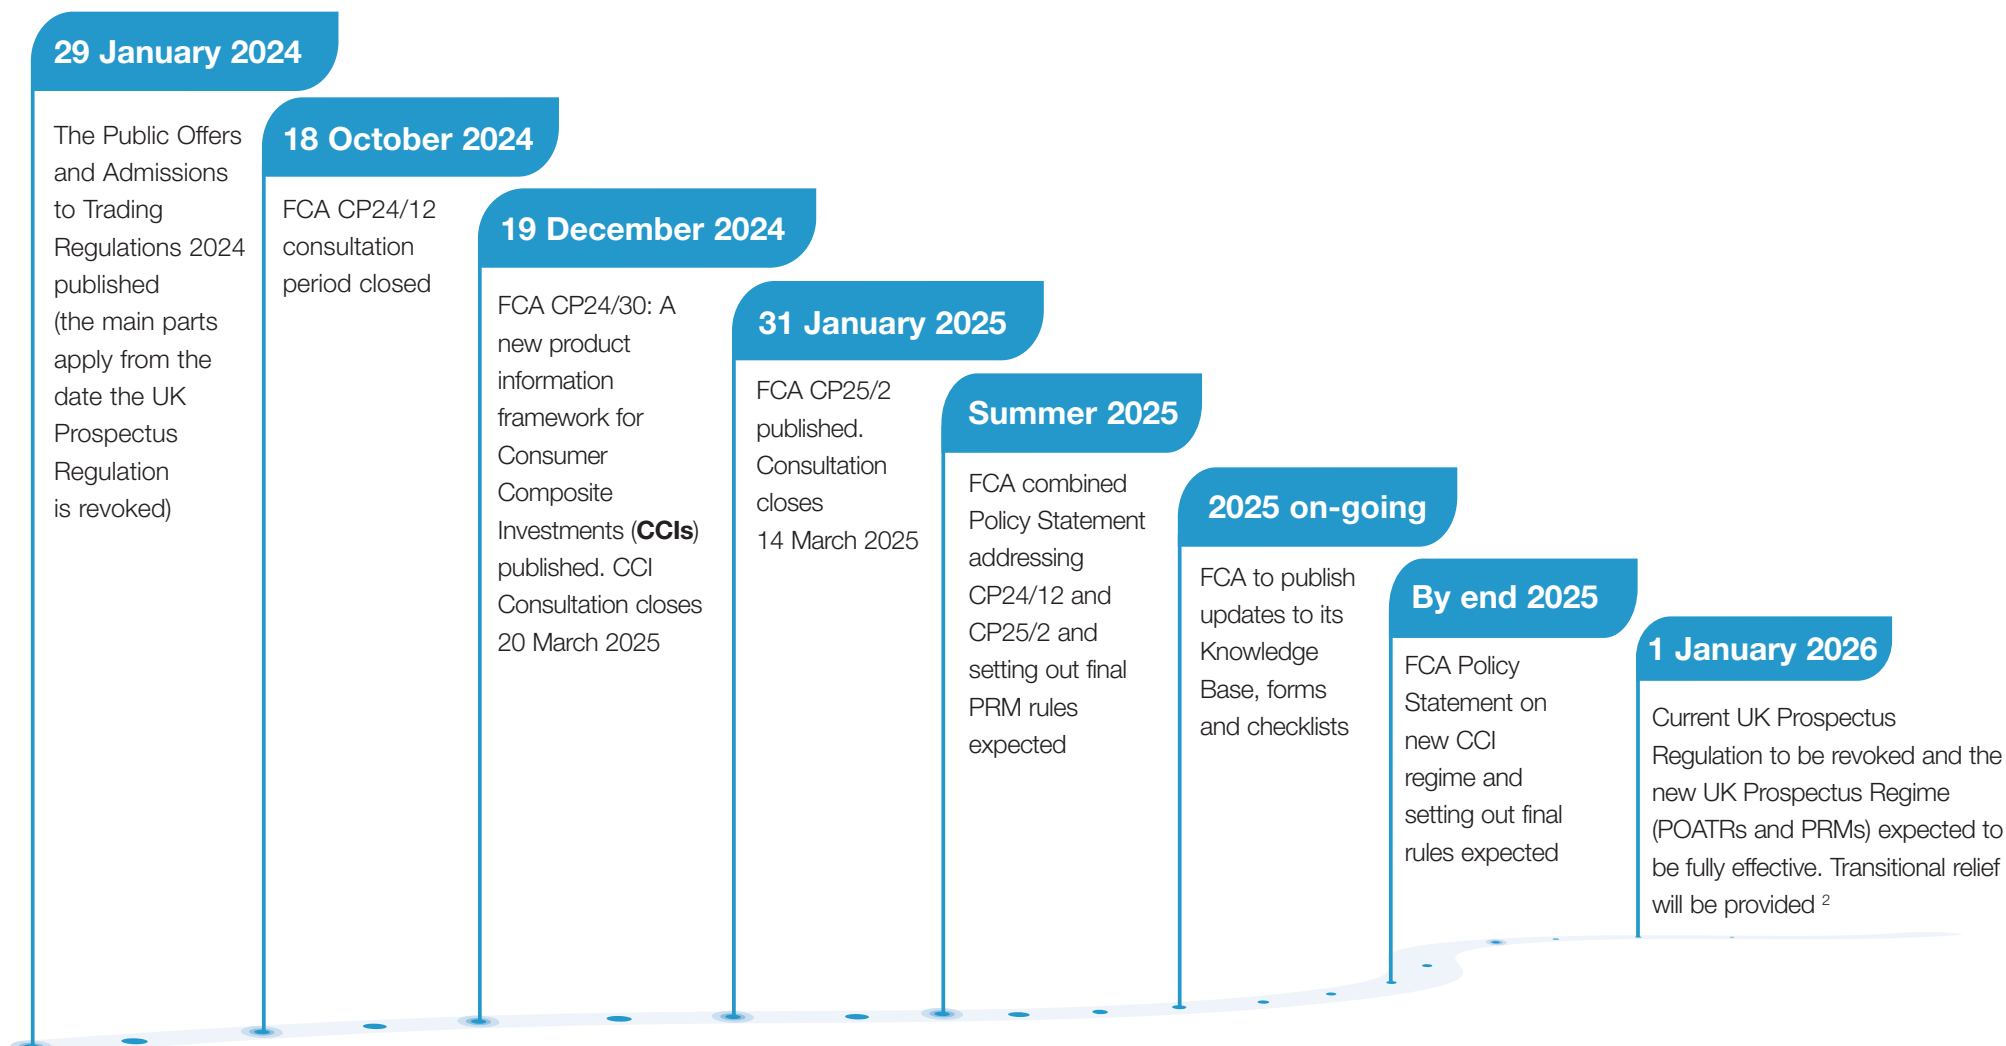 29 January 2024
The Public Offers
and Admissions
to Trading
Regulations 2024
published
(the main parts
apply from the
date the UK
Prospectus
Regulation
is revoked)
18 October 2024
FCA CP24/12
consultation
period closed
19 December 2024
FCA CP24/30: A
new product
information
framework for
Consumer
Composite
Investments (CCIs)
published. CCI
Consultation closes
20 March 2025
31 January 2025
FCA CP25/2
published.
Consultation
closes
14 March 2025
Summer 2025
FCA combined
Policy Statement
addressing
CP24/12 and
CP25/2 and
setting out final
PRM rules
expected
2025 on-going
FCA to publish
updates to its
Knowledge
Base, forms
and checklists
By end 2025
FCA Policy
Statement on
new CCI
regime and
setting out final
rules expected
1 January 2026
Current UK Prospectus
Regulation to be revoked and the
new UK Prospectus Regime
(POATRs and PRMs) expected to
be fully effective. Transitional relief
will be provided 2